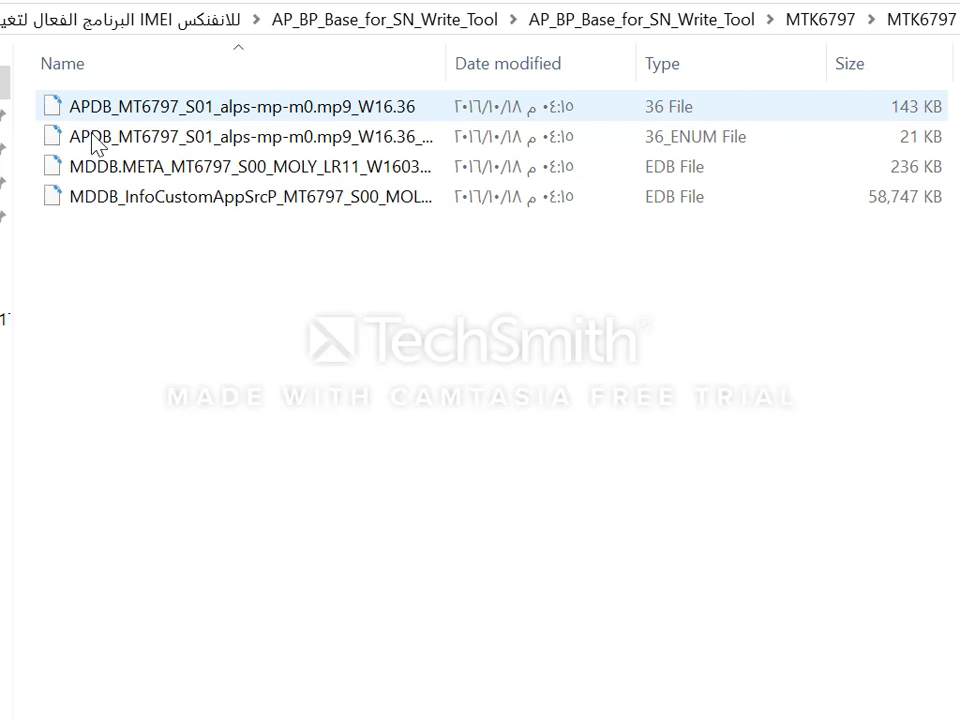 للانفنكس IMEI البرنامج الفعال لتغي > AP_BP_Base_for_SN_Write_Tool > AP_BP_Base_for_SN_Write_Tool > MTK6797 > MTK6797
Name Date modified Type Size
APDB_MT6797_S01_alps-mp-m0.mp9_W16.36 ٢٠١٦/١٠/١٨ م ٠٤:١٥ 36 File 143 KB
APDB_MT6797_S01_alps-mp-m0.mp9_W16.36_... ٢٠١٦/١٠/١٨ م ٠٤:١٥ 36_ENUM File 21 KB
MDDB.META_MT6797_S00_MOLY_LR11_W1603... ٢٠١٦/١٠/١٨ م ٠٤:١٥ EDB File 236 KB
MDDB_InfoCustomAppSrcP_MT6797_S00_MOL... ٢٠١٦/١٠/١٨ م ٠٤:١٥ EDB File 58,747 KB
TechSmith
MADE WITH CAMTASIA FREE TRIAL